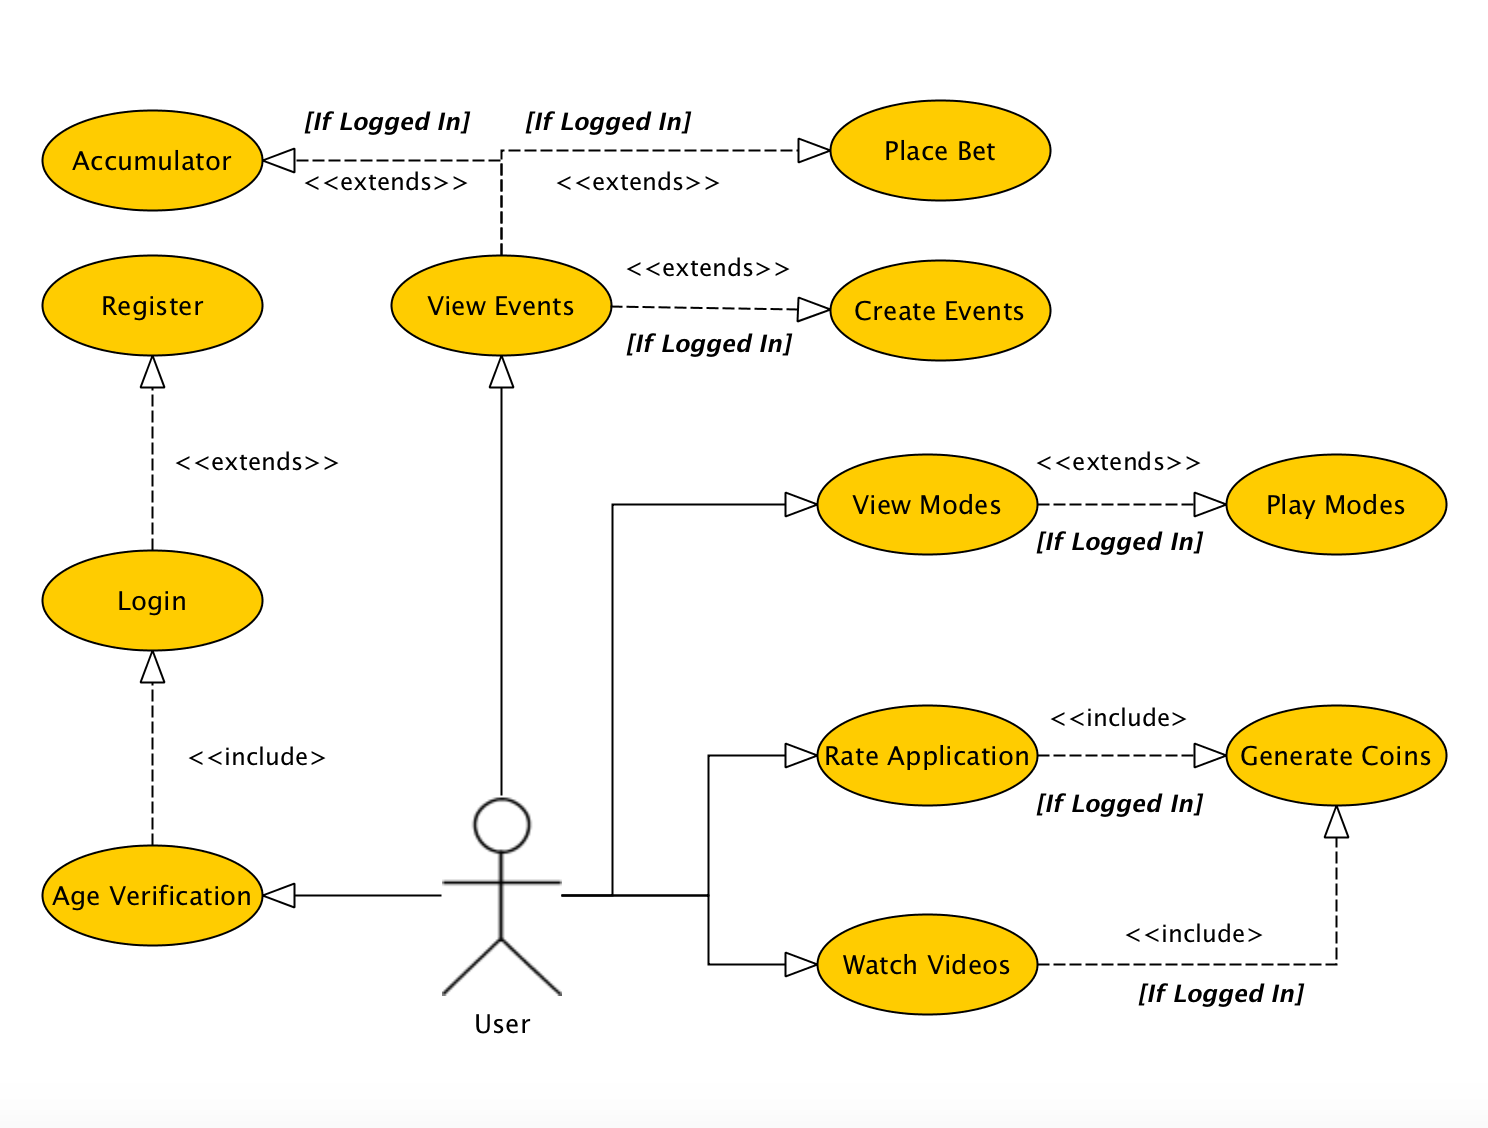 [If Logged In]
[If Logged In]
Accumulator
Place Bet
<<extends>>
<<extends>>
Register
View Events
<<extends>>
Create Events
[If Logged In]
<<extends>>
<<extends>>
View Modes
Play Modes
[If Logged In]
Login
<<include>
<<include>
Rate Application
Generate Coins
[If Logged In]
Age Verification
<<include>
Watch Videos
[If Logged In]
User